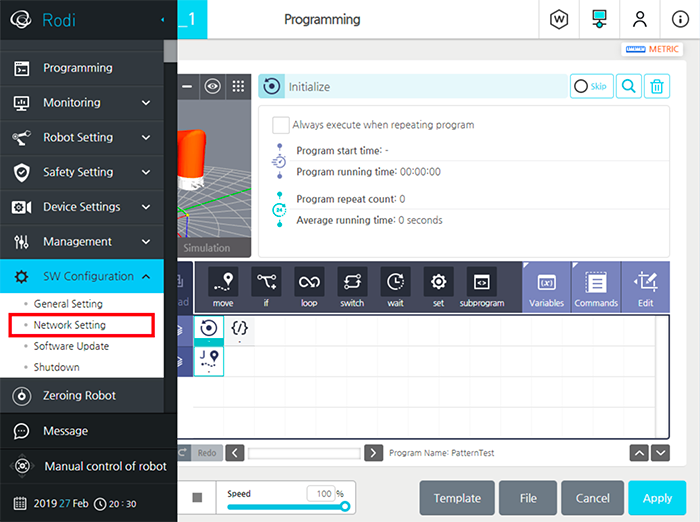 Rodi
_1
Programming
W
METRIC
Programming
Monitoring
Robot Setting
Safety Setting
Device Settings
Management
SW Configuration
General Setting
Network Setting
Software Update
Shutdown
Zeroing Robot
Message
Manual control of robot
2019 27 Feb 20 : 30
Initialize
Skip
Always execute when repeating program
Program start time: -
Program running time: 00:00:00
Program repeat count: 0
Average running time: 0 seconds
Simulation
move
if
loop
switch
wait
set
subprogram
Variables
Commands
Edit
J
Redo
Program Name: PatternTest
Speed
100 %
Template
File
Cancel
Apply